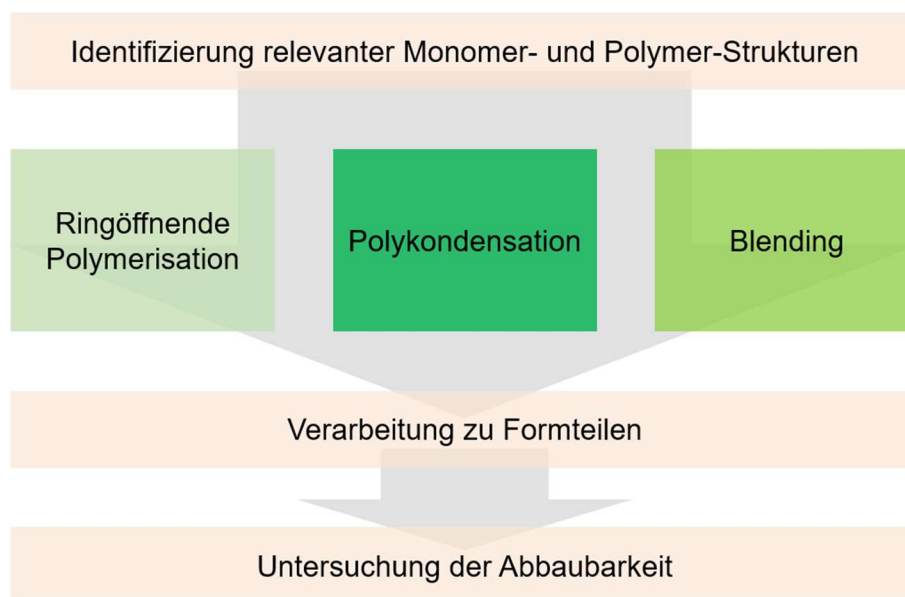 Identifizierung relevanter Monomer- und Polymer-Strukturen
Ringöffnende
Polymerisation
Polykondensation
Blending
Verarbeitung zu Formteilen
Untersuchung der Abbaubarkeit